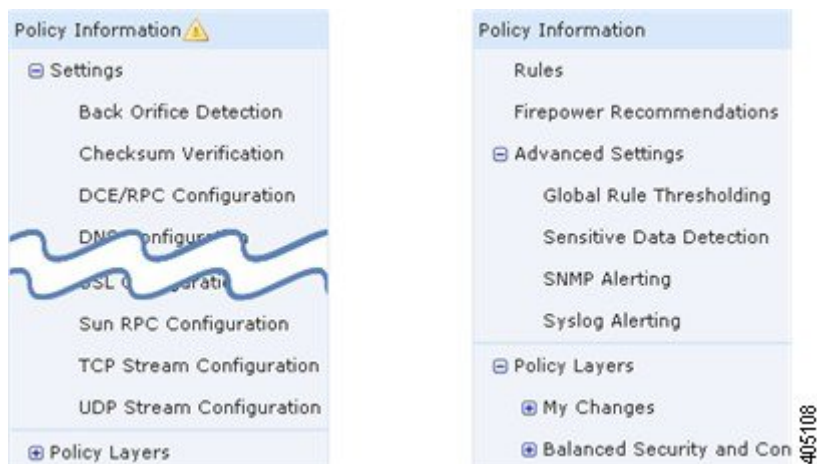 Policy Information
Settings
Back Orifice Detection
Checksum Verification
DCE/RPC Configuration
Sun RPC Configuration
TCP Stream Configuration
UDP Stream Configuration
Policy Layers
Policy Information
Rules
Firepower Recommendations
Advanced Settings
Global Rule Thresholding
Sensitive Data Detection
SNMP Alerting
Syslog Alerting
Policy Layers
My Changes
Balanced Security and Con
405108